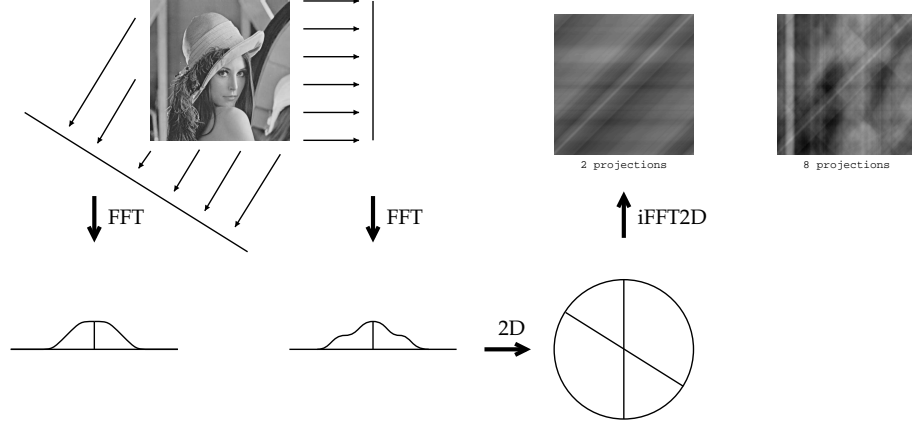 2 projections
8 projections
FFT
FFT
iFFT2D
2D